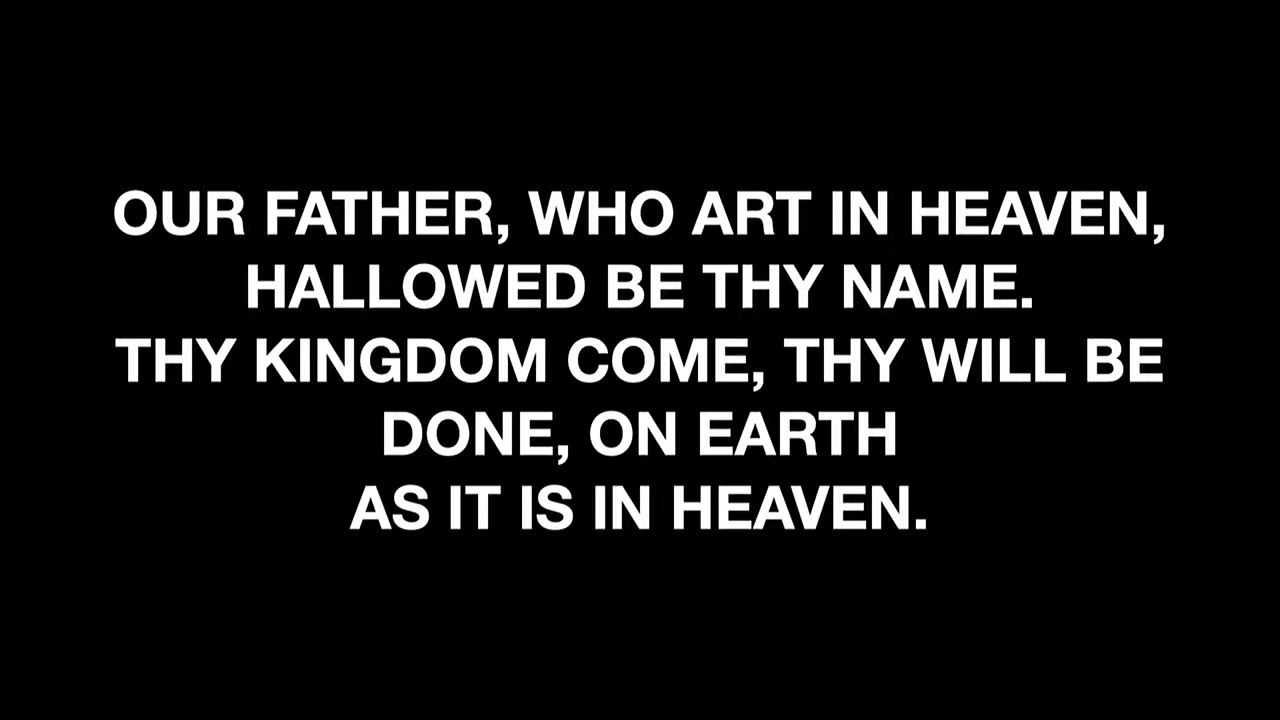 OUR FATHER, WHO ART IN HEAVEN,
HALLOWED BE THY NAME.
THY KINGDOM COME, THY WILL BE
DONE, ON EARTH
AS IT IS IN HEAVEN.